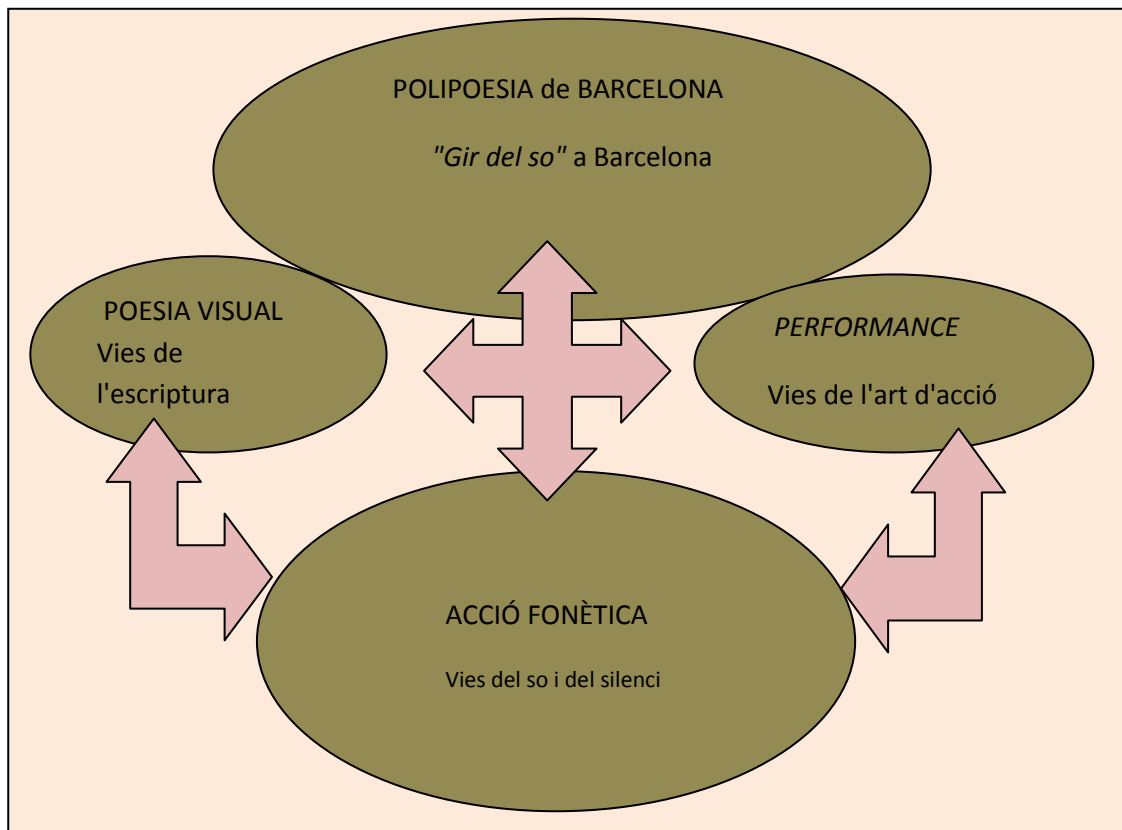 POLIPOESIA de BARCELONA
"Gir del so" a Barcelona
POESIA VISUAL
Vies de
l'escriptura
PERFORMANCE
Vies de l'art d'acció
ACCIÓ FONÈTICA
Vies del so i del silenci